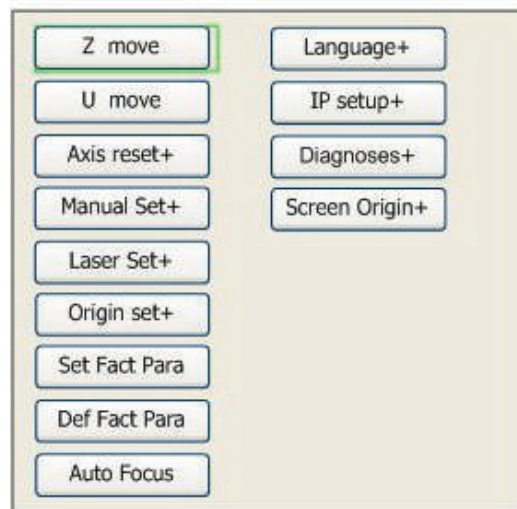 Z move
U move
Axis reset+
Manual Set+
Laser Set+
Origin set+
Set Fact Para
Def Fact Para
Auto Focus
Language+
IP setup+
Diagnoses+
Screen Origin+